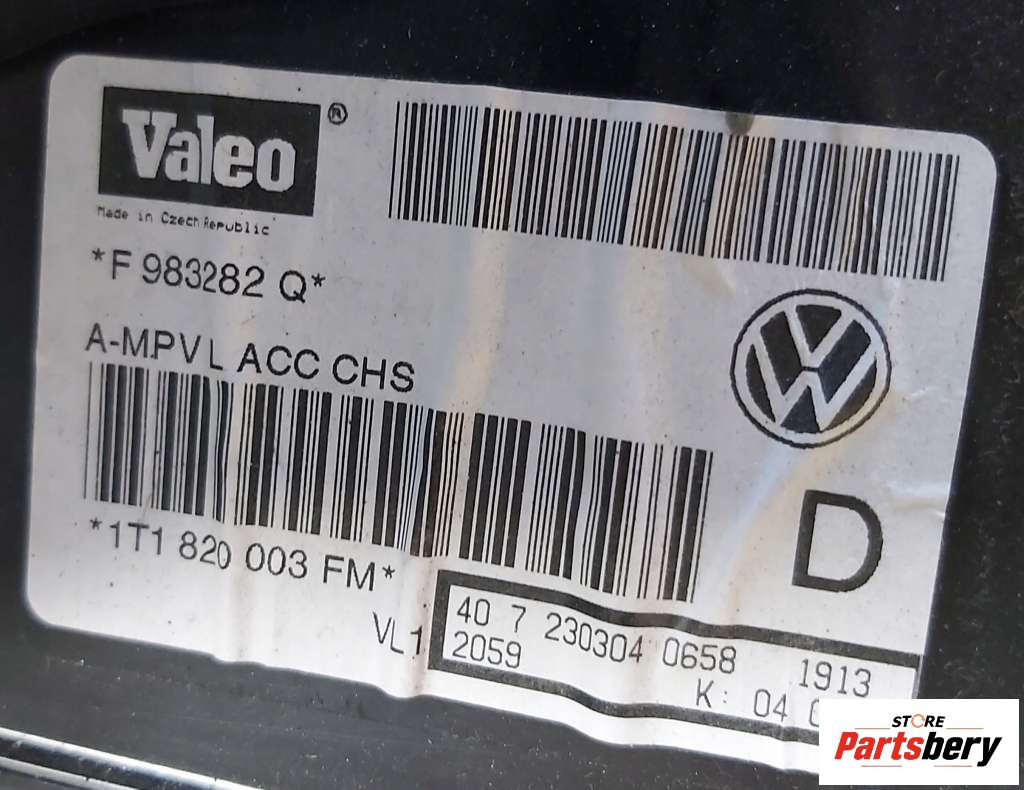 Valeo®
Made in Czech Republic
*F 983282 Q*
A-MPV L ACC CHS
*1T1 820 003 FM*
D
VL1
40 7 230304 0658 1913
2059
K: 04
STORE
Partsbery